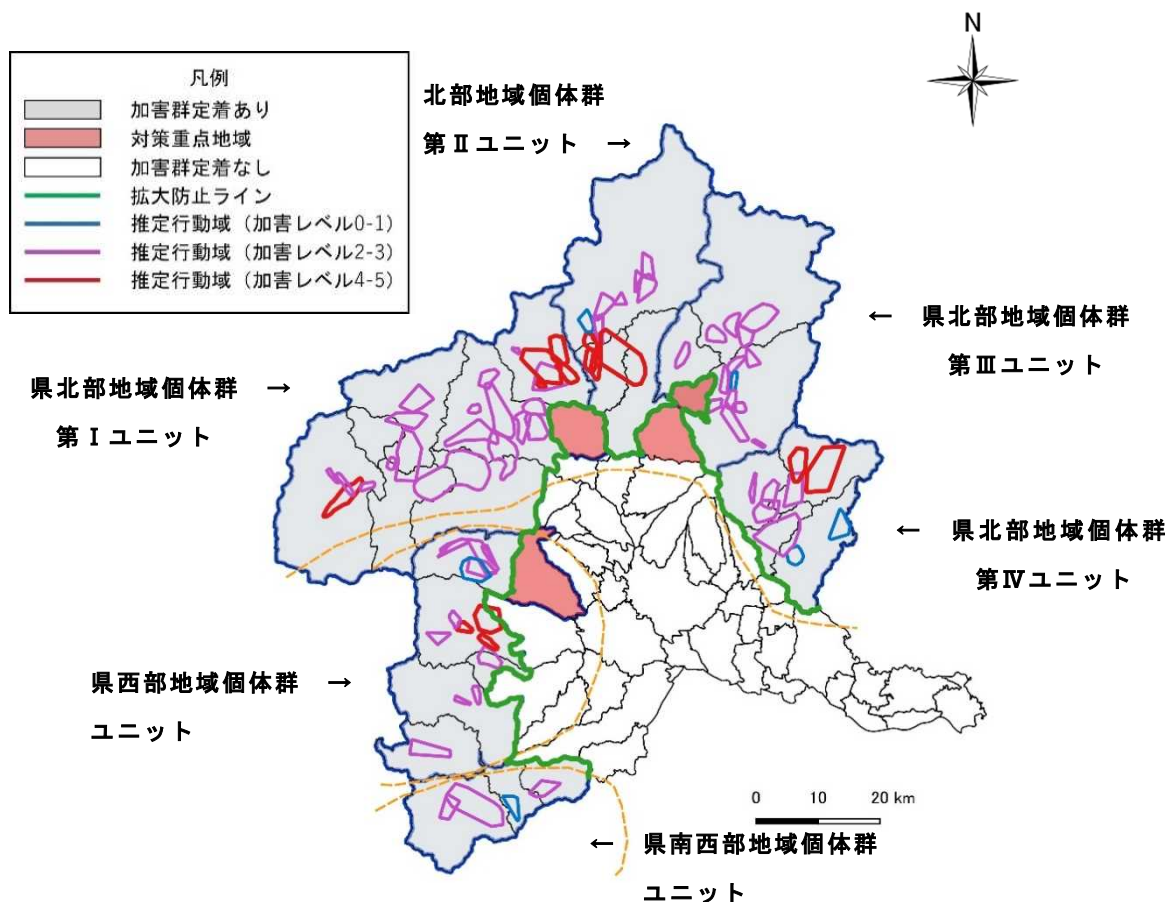 N
凡例
加害群定着あり
対策重点地域
加害群定着なし
拡大防止ライン
推定行動域（加害レベル0-1）
推定行動域（加害レベル2-3）
推定行動域（加害レベル4-5）
北部地域個体群
第Ⅱユニット →
← 県北部地域個体群
第Ⅲユニット
県北部地域個体群 →
第Ⅰユニット
← 県北部地域個体群
第Ⅳユニット
県西部地域個体群 →
ユニット
0 10 20 km
← 県南西部地域個体群
ユニット